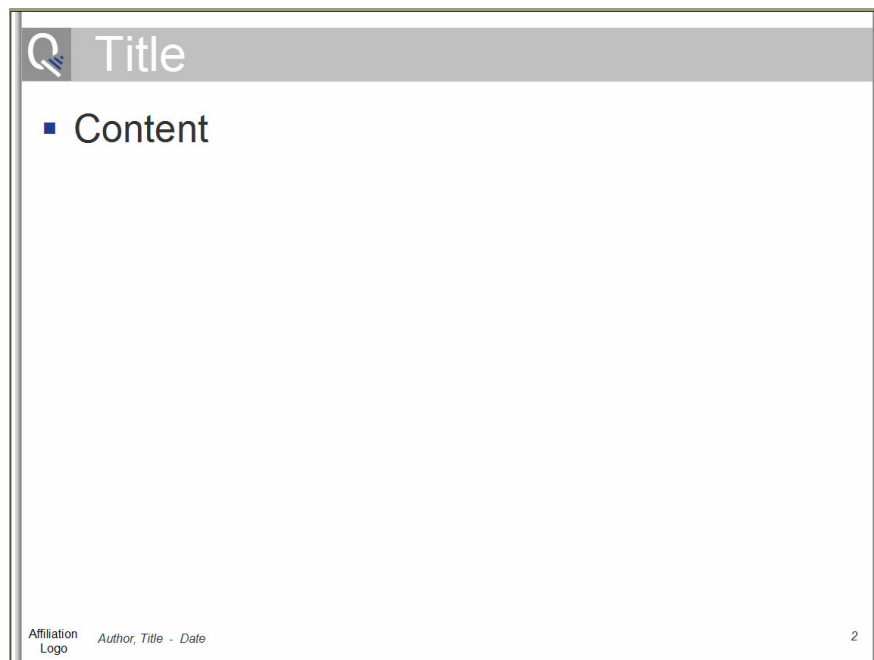 Title
Content
Affiliation
Logo
Author, Title - Date
2